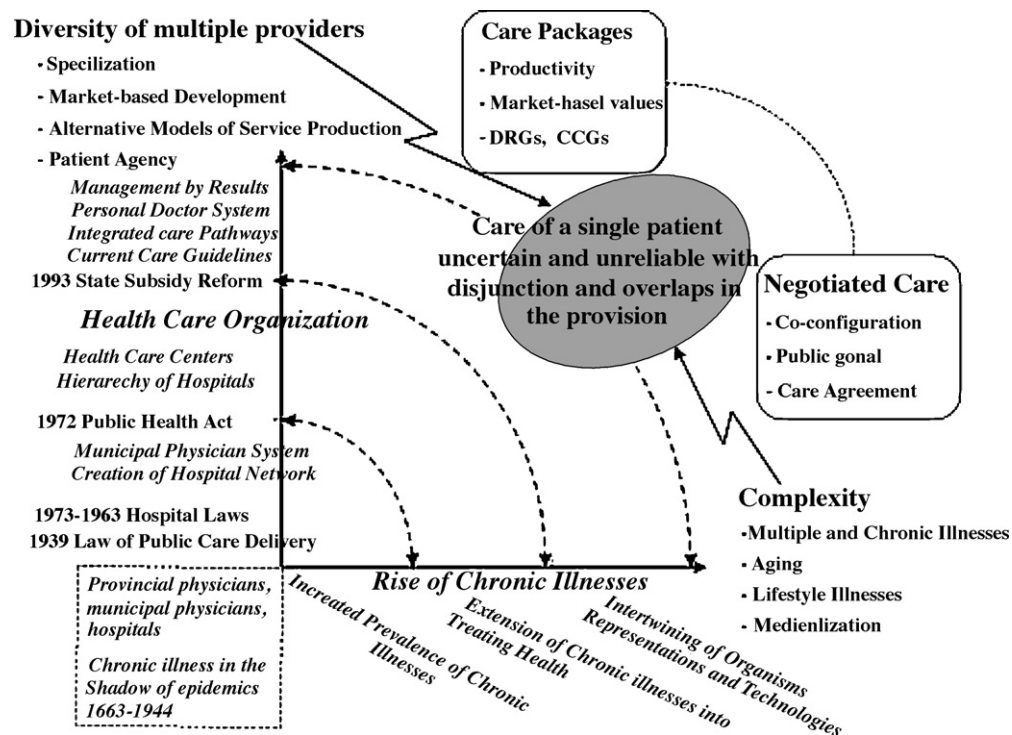 Diversity of multiple providers
- Specilization
- Market-based Development
- Alternative Models of Service Production
- Patient Agency
Management by Results
Personal Doctor System
Integrated care Pathways
Current Care Guidelines
1993 State Subsidy Reform
Health Care Organization
Health Care Centers
Hierarchy of Hospitals
1972 Public Health Act
Municipal Physician System
Creation of Hospital Network
1973-1963 Hospital Laws
1939 Law of Public Care Delivery
Provincial physicians,
municipal physicians,
hospitals
Chronic illness in the
Shadow of epidemics
1663-1944
Care Packages
- Productivity
- Market-hasel values
- DRGs, CCGs
Care of a single patient
uncertain and unreliable with
disjunction and overlaps in
the provision
Negotiated Care
- Co-configuration
- Public gonal
- Care Agreement
Complexity
- Multiple and Chronic Illnesses
- Aging
- Lifestyle Illnesses
- Medienlization
Rise of Chronic Illnesses
Increated Prevalence of Chronic
Illnesses
Extension of Chronic illnesses into
Treating Health
Intertwining of Organisms
Representations and Technologies